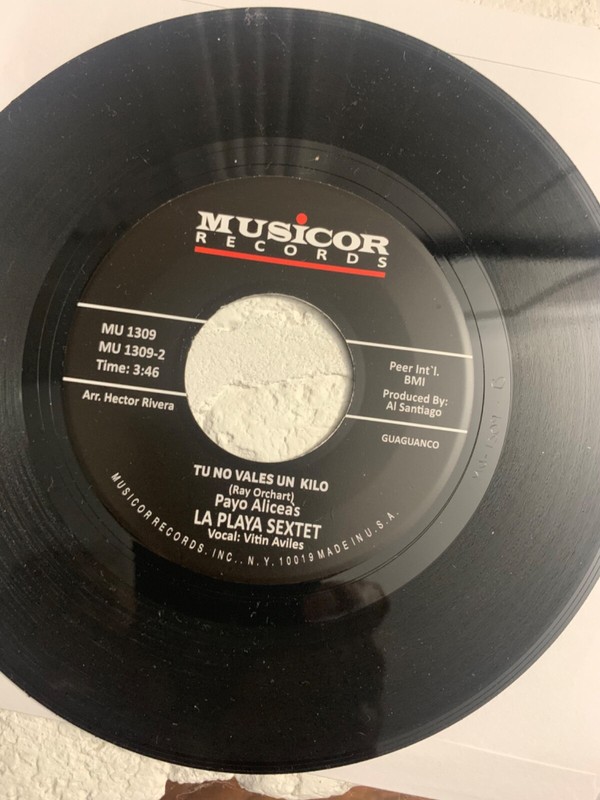 MUSICOR
RECORDS
MU 1309
MU 1309-2
Time: 3:46
Arr. Hector Rivera
Peer Int`l.
BMI
Produced By:
Al Santiago
GUAGUANCO
TU NO VALES UN KILO
(Ray Orchart)
Payo Alicea's
LA PLAYA SEXTET
Vocal: Vitin Aviles
MUSICOR RECORDS, INC., N.Y. 10019 MADE IN U.S.A.